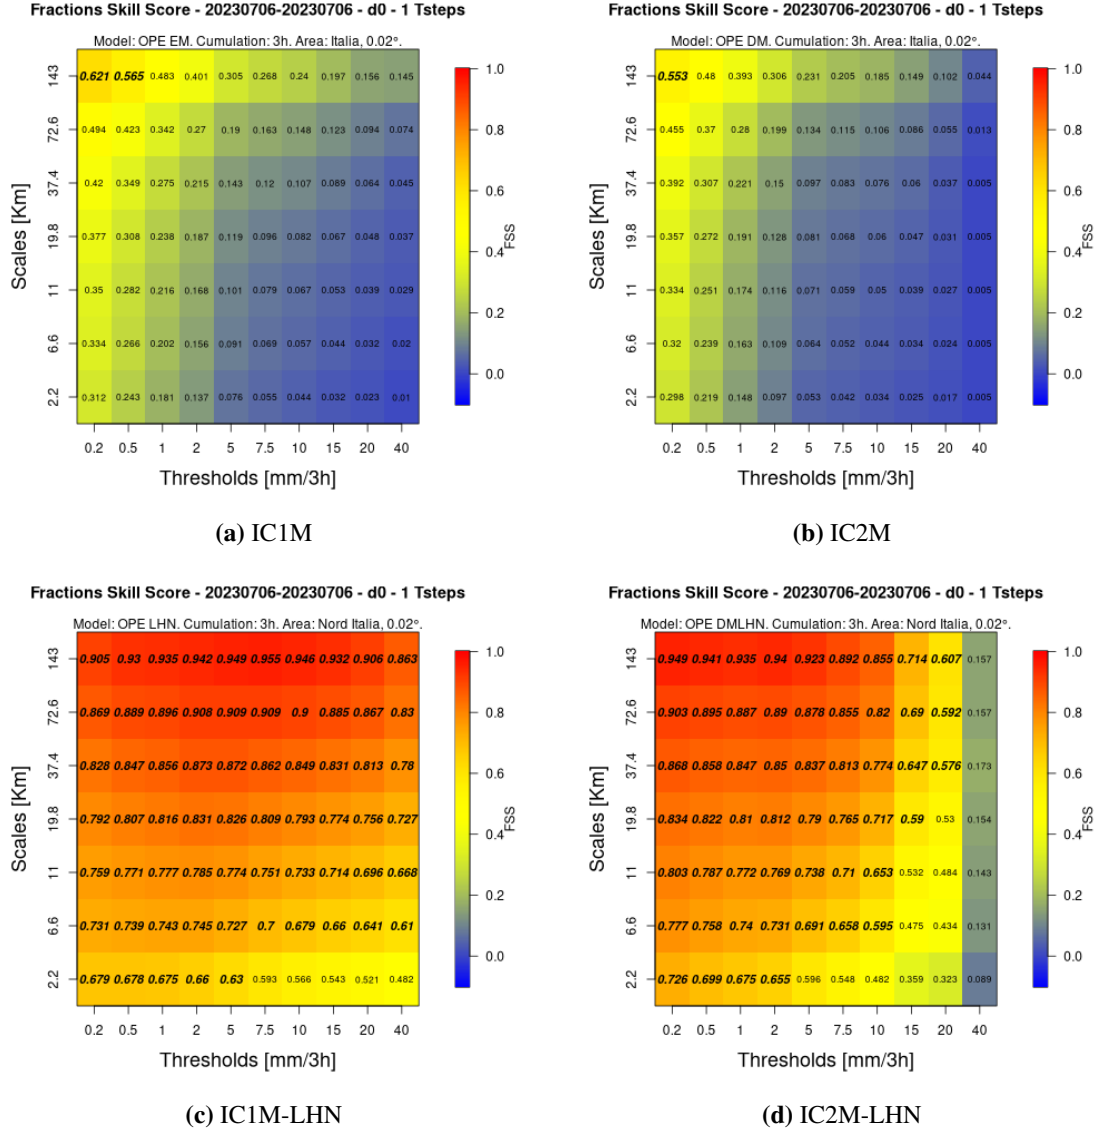 Fractions Skill Score - 20230706-20230706 - d0 - 1 Tsteps
Model: OPE EM. Cumulation: 3h. Area: Italia, 0.02°.
Scales [Km]
143 0.621 0.565 0.483 0.401 0.305 0.268 0.24 0.197 0.156 0.145
72.6 0.494 0.423 0.342 0.27 0.19 0.163 0.148 0.123 0.094 0.074
37.4 0.42 0.349 0.275 0.215 0.143 0.12 0.107 0.089 0.064 0.045
19.8 0.377 0.308 0.238 0.187 0.119 0.096 0.082 0.067 0.048 0.037
11 0.35 0.282 0.216 0.168 0.101 0.079 0.067 0.053 0.039 0.029
6.6 0.334 0.266 0.202 0.156 0.091 0.069 0.057 0.044 0.032 0.02
2.2 0.312 0.243 0.181 0.137 0.076 0.055 0.044 0.032 0.023 0.01
0.2 0.5 1 2 5 7.5 10 15 20 40
Thresholds [mm/3h]
1.0
0.8
0.6
0.4
0.2
0.0
FSS
(a) IC1M
Fractions Skill Score - 20230706-20230706 - d0 - 1 Tsteps
Model: OPE DM. Cumulation: 3h. Area: Italia, 0.02°.
Scales [Km]
143 0.553 0.48 0.393 0.306 0.231 0.205 0.185 0.149 0.102 0.044
72.6 0.455 0.37 0.28 0.199 0.134 0.115 0.106 0.086 0.055 0.013
37.4 0.392 0.307 0.221 0.15 0.097 0.083 0.076 0.06 0.037 0.005
19.8 0.357 0.272 0.191 0.128 0.081 0.068 0.06 0.047 0.031 0.005
11 0.334 0.251 0.174 0.116 0.071 0.059 0.05 0.039 0.027 0.005
6.6 0.32 0.239 0.163 0.109 0.064 0.052 0.044 0.034 0.024 0.005
2.2 0.298 0.219 0.148 0.097 0.053 0.042 0.034 0.025 0.017 0.005
0.2 0.5 1 2 5 7.5 10 15 20 40
Thresholds [mm/3h]
1.0
0.8
0.6
0.4
0.2
0.0
FSS
(b) IC2M
Fractions Skill Score - 20230706-20230706 - d0 - 1 Tsteps
Model: OPE LHN. Cumulation: 3h. Area: Nord Italia, 0.02°.
Scales [Km]
143 0.905 0.93 0.935 0.942 0.949 0.955 0.946 0.932 0.906 0.863
72.6 0.869 0.889 0.896 0.908 0.909 0.909 0.9 0.885 0.867 0.83
37.4 0.828 0.847 0.856 0.873 0.872 0.862 0.849 0.831 0.813 0.78
19.8 0.792 0.807 0.816 0.831 0.826 0.809 0.793 0.774 0.756 0.727
11 0.759 0.771 0.777 0.785 0.774 0.751 0.733 0.714 0.696 0.668
6.6 0.731 0.739 0.743 0.745 0.727 0.7 0.679 0.66 0.641 0.61
2.2 0.679 0.678 0.675 0.66 0.63 0.593 0.566 0.543 0.521 0.482
0.2 0.5 1 2 5 7.5 10 15 20 40
Thresholds [mm/3h]
1.0
0.8
0.6
0.4
0.2
0.0
FSS
(c) IC1M-LHN
Fractions Skill Score - 20230706-20230706 - d0 - 1 Tsteps
Model: OPE DMLHN. Cumulation: 3h. Area: Nord Italia, 0.02°.
Scales [Km]
143 0.949 0.941 0.935 0.94 0.923 0.892 0.855 0.714 0.607 0.157
72.6 0.903 0.895 0.887 0.89 0.878 0.855 0.82 0.69 0.592 0.157
37.4 0.868 0.858 0.847 0.85 0.837 0.813 0.774 0.647 0.576 0.173
19.8 0.834 0.822 0.81 0.812 0.79 0.765 0.717 0.59 0.53 0.154
11 0.803 0.787 0.772 0.769 0.738 0.71 0.653 0.532 0.484 0.143
6.6 0.777 0.758 0.74 0.731 0.691 0.658 0.595 0.475 0.434 0.131
2.2 0.726 0.699 0.675 0.655 0.596 0.548 0.482 0.359 0.323 0.089
0.2 0.5 1 2 5 7.5 10 15 20 40
Thresholds [mm/3h]
1.0
0.8
0.6
0.4
0.2
0.0
FSS
(d) IC2M-LHN